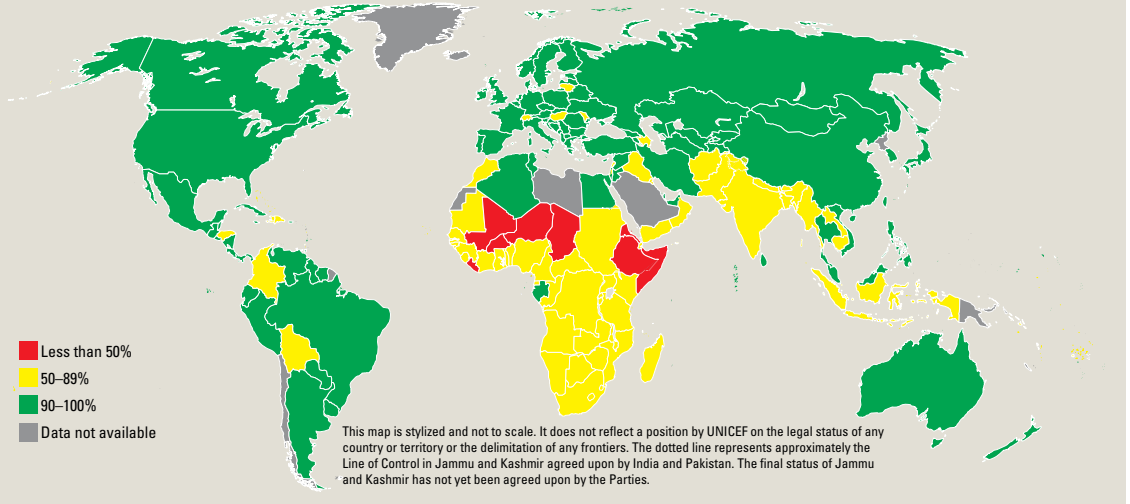 Less than 50%
50–89%
90–100%
Data not available
This map is stylized and not to scale. It does not reflect a position by UNICEF on the legal status of any
country or territory or the delimitation of any frontiers. The dotted line represents approximately the
Line of Control in Jammu and Kashmir agreed upon by India and Pakistan. The final status of Jammu
and Kashmir has not yet been agreed upon by the Parties.